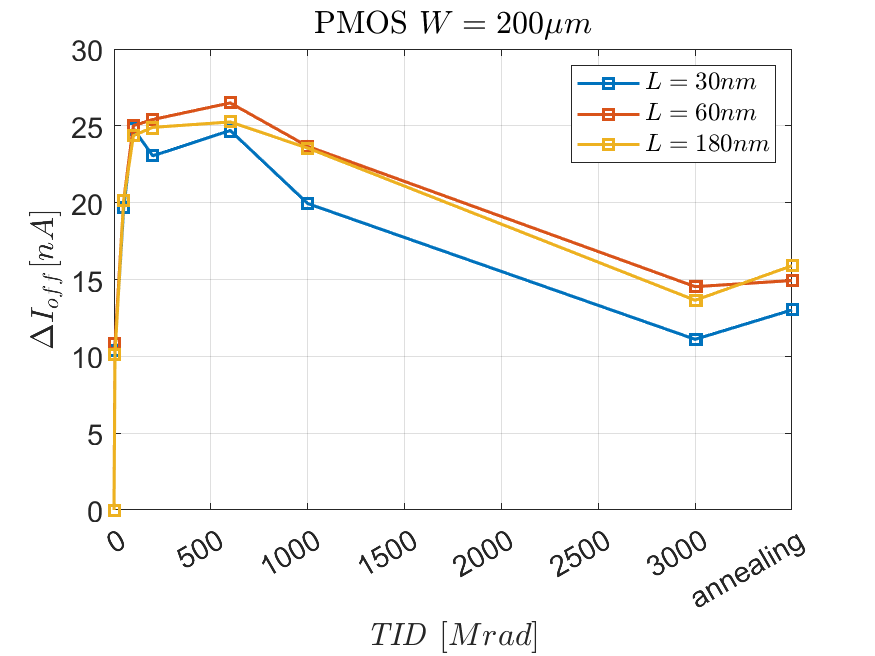 PMOS W = 200μm
30
25
20
15
10
5
0
ΔI_off [nA]
L = 30nm
L = 60nm
L = 180nm
0
500
1000
1500
2000
2500
3000
annealing
TID [Mrad]